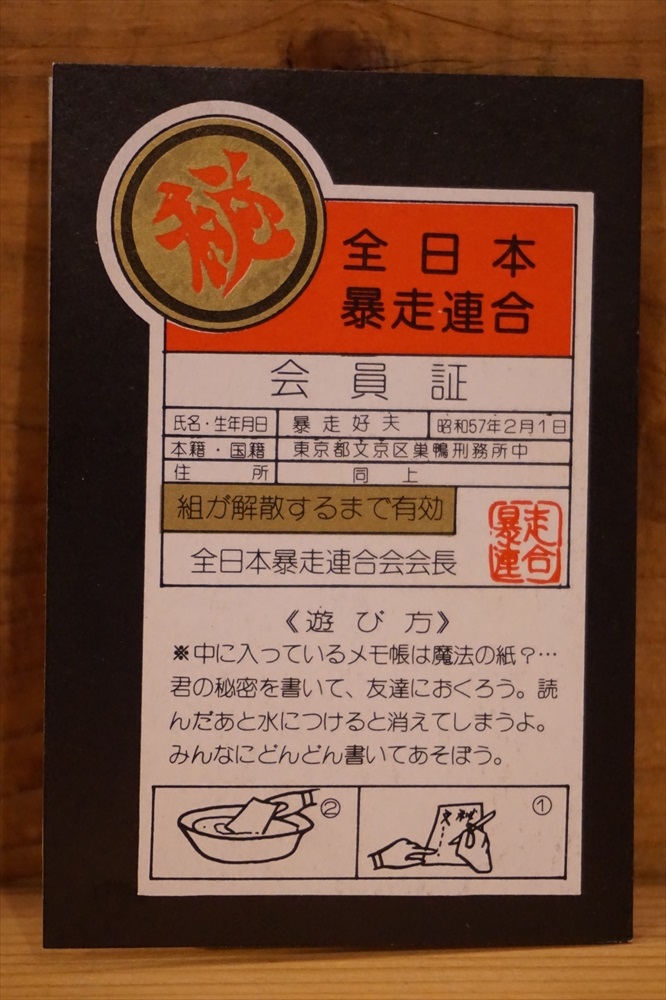 全日本
暴走連合
会員証
氏名・生年月日 暴走好夫 昭和57年2月1日
本籍・国籍 東京都文京区巣鴨刑務所中
住所 同上
組が解散するまで有効
全日本暴走連合会会長
暴走連合
《遊び方》
※中に入っているメモ帳は魔法の紙?…
君の秘密を書いて、友達におくろう。読
んだあと水につけると消えてしまうよ。
みんなにどんどん書いてあそぼう。
②
①